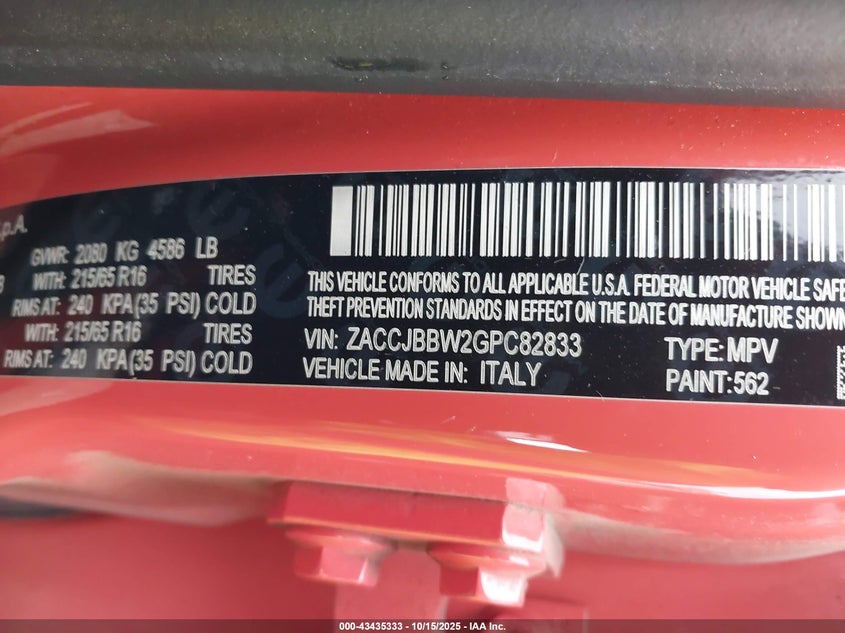 .p.A.
GVWR: 2080 KG 4586 LB
WITH: 215/65 R16 TIRES
RIMS AT: 240 KPA(35 PSI) COLD
WITH: 215/65 R16 TIRES
RIMS AT: 240 KPA(35 PSI) COLD
THIS VEHICLE CONFORMS TO ALL APPLICABLE U.S.A. FEDERAL MOTOR VEHICLE SAFE
THEFT PREVENTION STANDARDS IN EFFECT ON THE DATE OF MANUFACTURE SHOWN
VIN: ZACCJBBW2GPC82833 TYPE: MPV
VEHICLE MADE IN: ITALY PAINT: 562
000-43435333 - 10/15/2025 - IAA Inc.